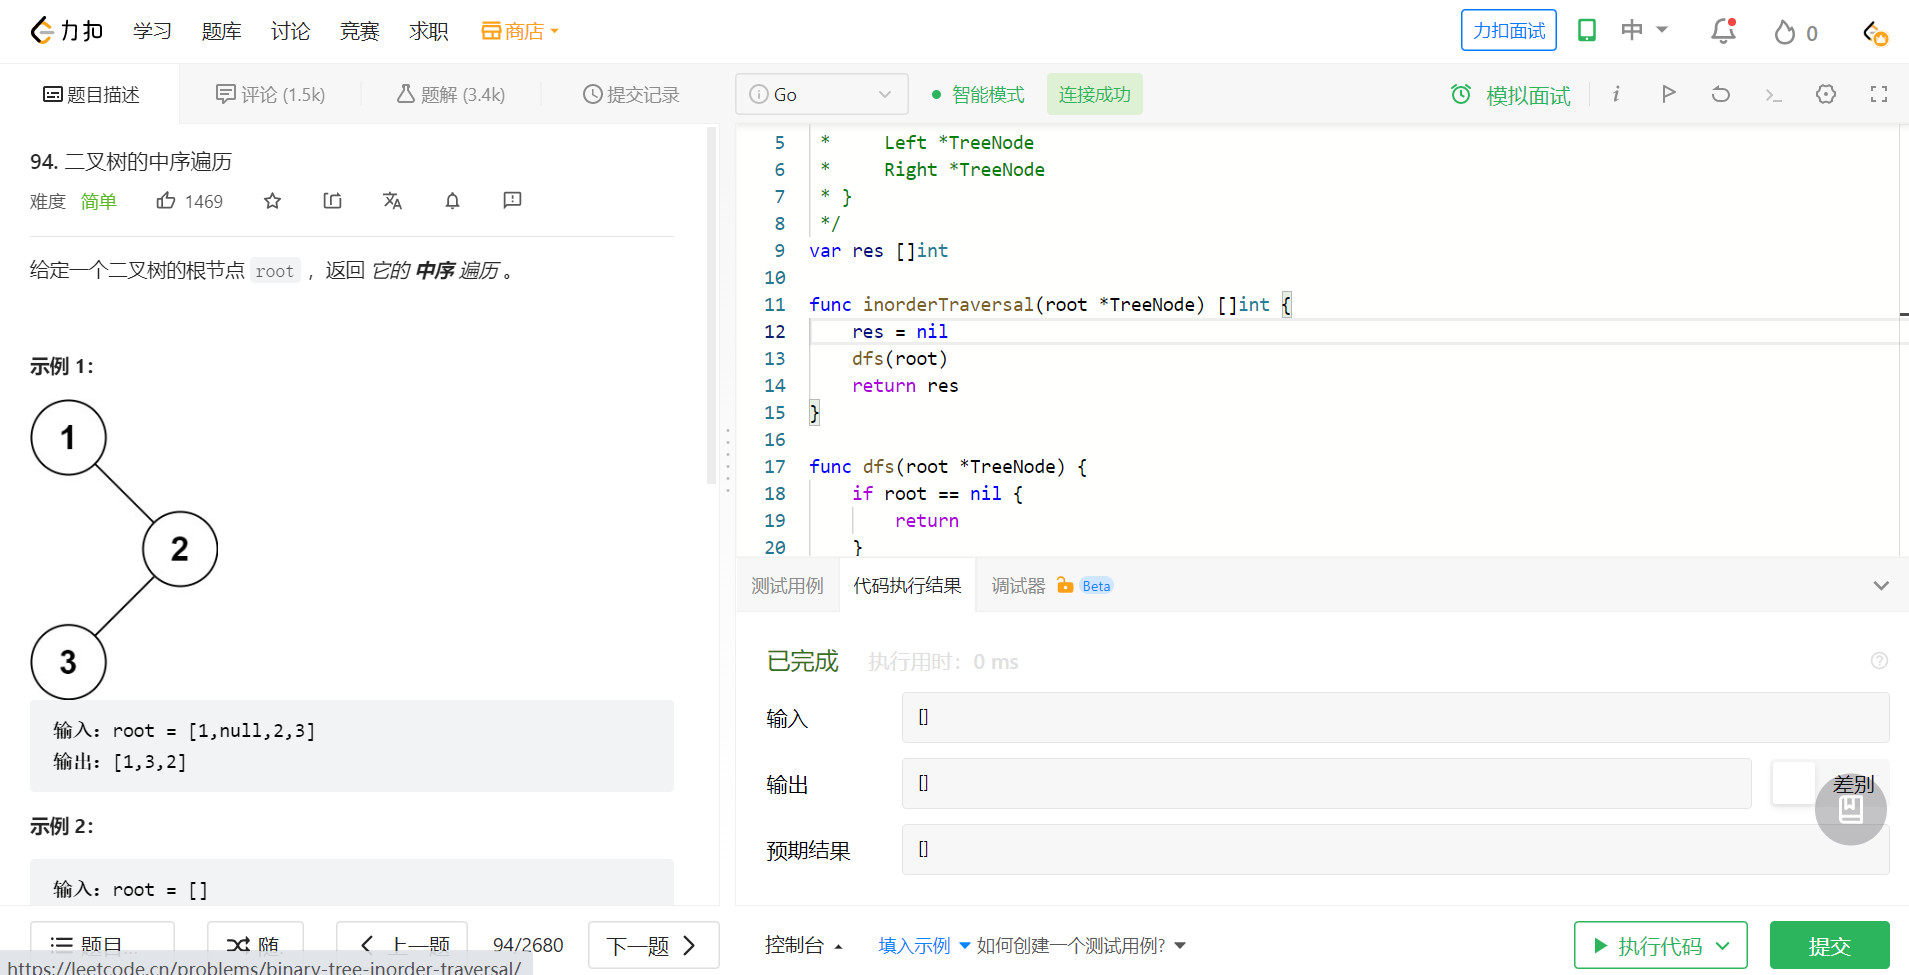 力扣 学习 题库 讨论 求职 竞赛 商店 力扣面试 中 0
题目描述 评论 (1.5k) 题解 (3.4k) 提交记录
94. 二叉树的中序遍历
难度 简单 1469
给定一个二叉树的根节点 root ，返回 它的 中序 遍历 。
示例 1：
1
2
3
输入：root = [1,null,2,3]
输出：[1,3,2]
示例 2：
输入：root = []
题目... 随 上一题 94/2680 下一题
https://leetcode.cn/problems/binary-tree-inorder-traversal/
Go 智能模式 连接成功 模拟面试
5 * Left *TreeNode
6 * Right *TreeNode
7 * }
8 */
9 var res []int
10
11 func inorderTraversal(root *TreeNode) []int {
12 res = nil
13 dfs(root)
14 return res
15 }
16
17 func dfs(root *TreeNode) {
18 if root == nil {
19 return
20 }
测试用例 代码执行结果 调试器 Beta
已完成 执行用时：0 ms
输入 []
输出 [] 差别
预期结果 []
控制台 填入示例 如何创建一个测试用例? 执行代码 提交